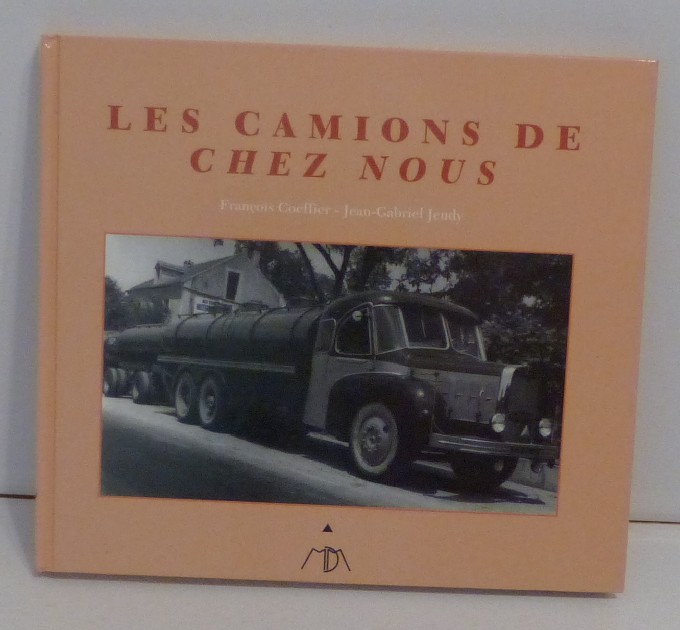 LES CAMIONS DE
CHEZ NOUS
François Coeffier - Jean-Gabriel Jeudy
MDM